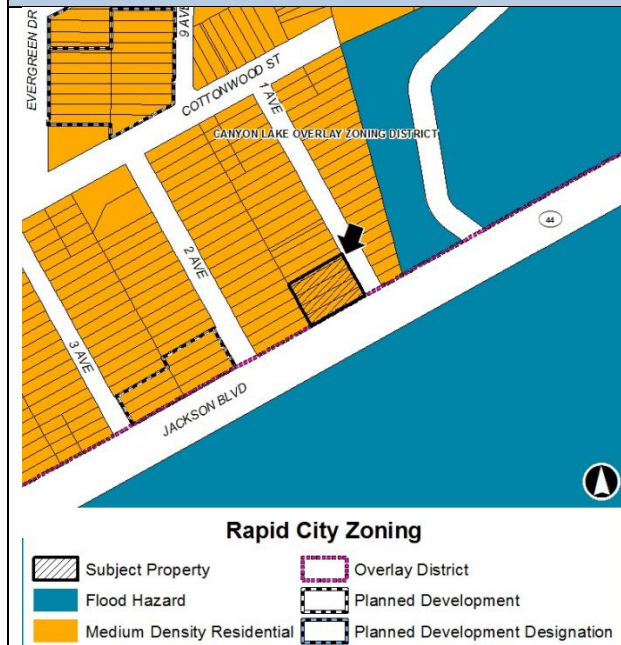 EVERGREEN DR
9 AVE
COTTONWOOD ST
1 AVE
CANYON LAKE OVERLAY ZONING DISTRICT
44
2 AVE
3 AVE
JACKSON BLVD
Rapid City Zoning
Subject Property
Overlay District
Flood Hazard
Planned Development
Medium Density Residential
Planned Development Designation